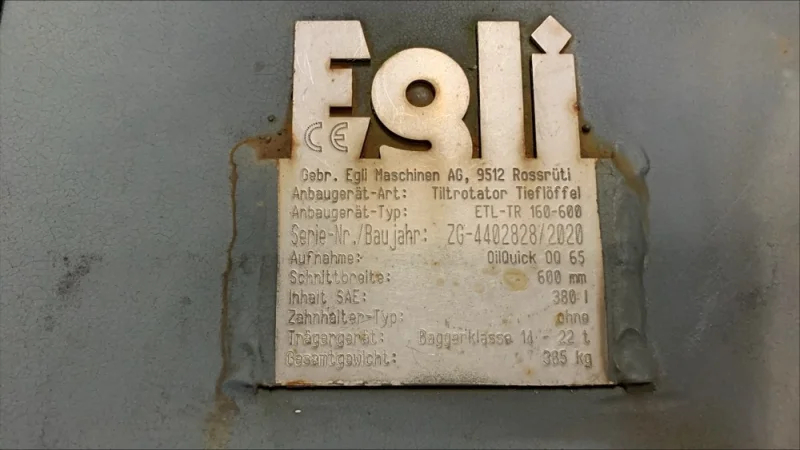 Egli
CE
Gebr. Egli Maschinen AG, 9512 Rossrüti
Anbaugerät-Art: Tiltrotator Tieflöffel
Anbaugerät-Typ: ETL-TR 160-600
Serie-Nr./Baujahr: ZG-4402828/2020
Aufnahme: OilQuick OQ 65
Schnittbreite: 600 mm
Inhalt SAE: 380 l
Zahnhalter-Typ: ohne
Trägergerät: Baggerklasse 14 - 22 t
Gesamtgewicht: 385 kg